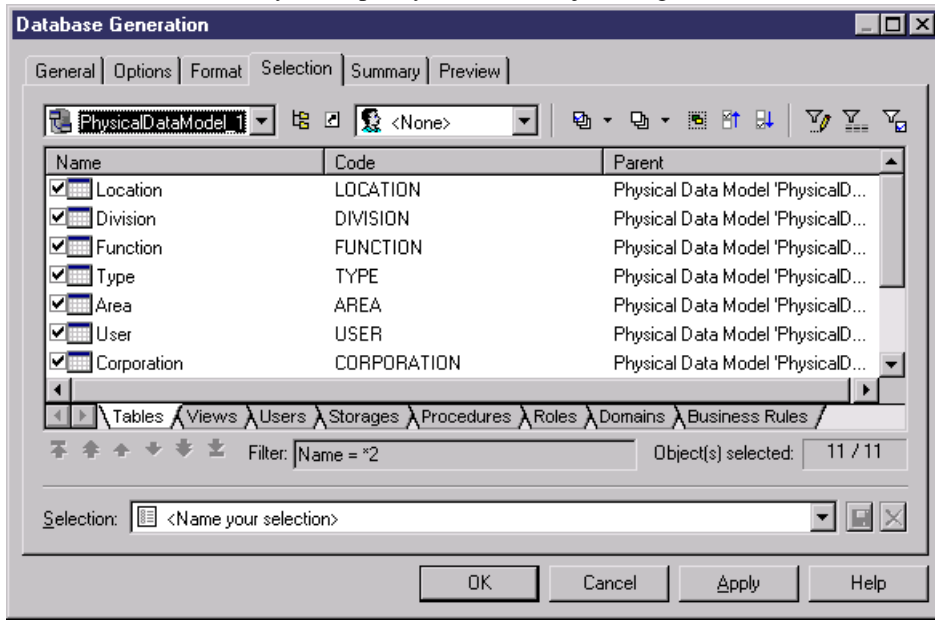 Database Generation
General Options Format Selection Summary Preview
PhysicalDataModel_1 <None>
Name Code Parent
Location LOCATION Physical Data Model 'PhysicalD...
Division DIVISION Physical Data Model 'PhysicalD...
Function FUNCTION Physical Data Model 'PhysicalD...
Type TYPE Physical Data Model 'PhysicalD...
Area AREA Physical Data Model 'PhysicalD...
User USER Physical Data Model 'PhysicalD...
Corporation CORPORATION Physical Data Model 'PhysicalD...
Tables Views Users Storages Procedures Roles Domains Business Rules
Filter: Name = *2 Object(s) selected: 11 / 11
Selection: <Name your selection>
OK Cancel Apply Help